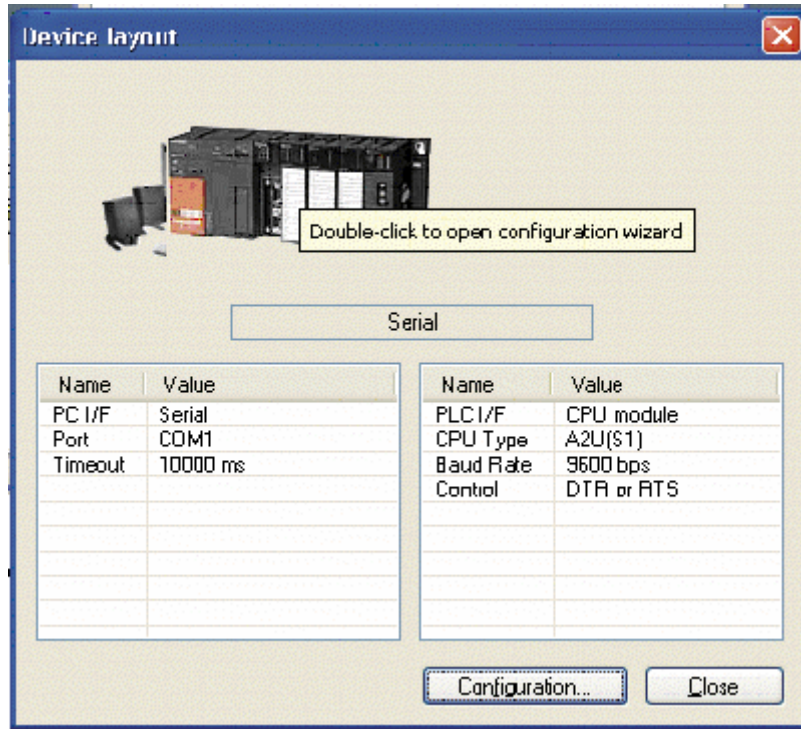 Device layout
Double-click to open configuration wizard
Serial
Name Value
PC I/F Serial
Port COM1
Timeout 10000 ms
Name Value
PLC I/F CPU module
CPU Type A2U(S1)
Baud Rate 9600 bps
Control DTR or RTS
Configuration...
Close